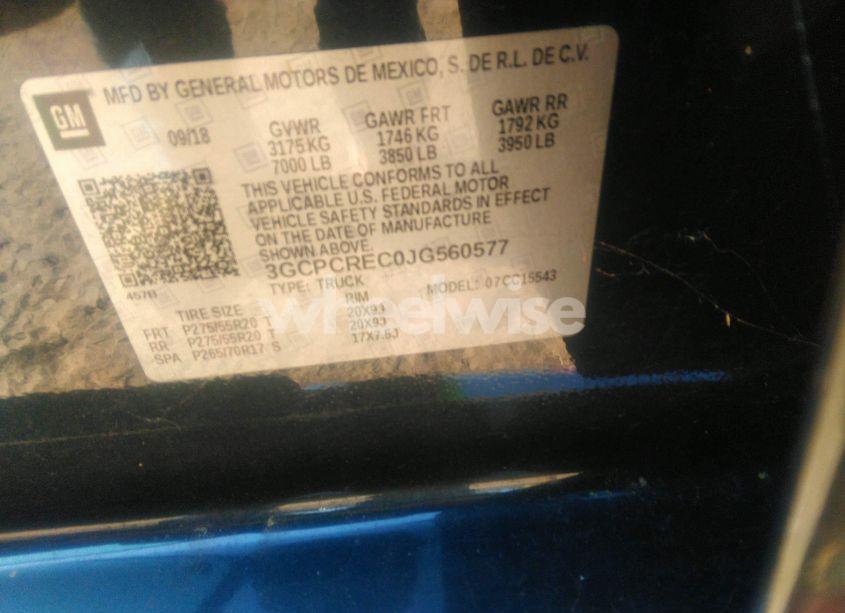 GM
MFD BY GENERAL MOTORS DE MEXICO, S. DE R.L. DE C.V.
09/18 GVWR GAWR FRT GAWR RR
3175 KG 1746 KG 1792 KG
7000 LB 3850 LB 3950 LB
THIS VEHICLE CONFORMS TO ALL
APPLICABLE U.S. FEDERAL MOTOR
VEHICLE SAFETY STANDARDS IN EFFECT
ON THE DATE OF MANUFACTURE
SHOWN ABOVE.
3GCPCREC0JG560577
TYPE: TRUCK MODEL: 07CC15543
TIRE SIZE RIM
FRT P275/55R20 T 20X9J
RR P275/55R20 T 20X9J
SPA P265/70R17 S 17X7.5J
wheelwise